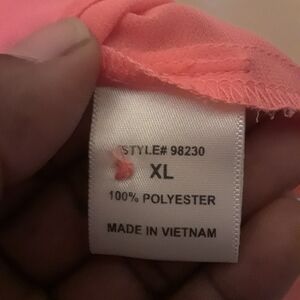 STYLE# 98230
XL
100% POLYESTER
MADE IN VIETNAM